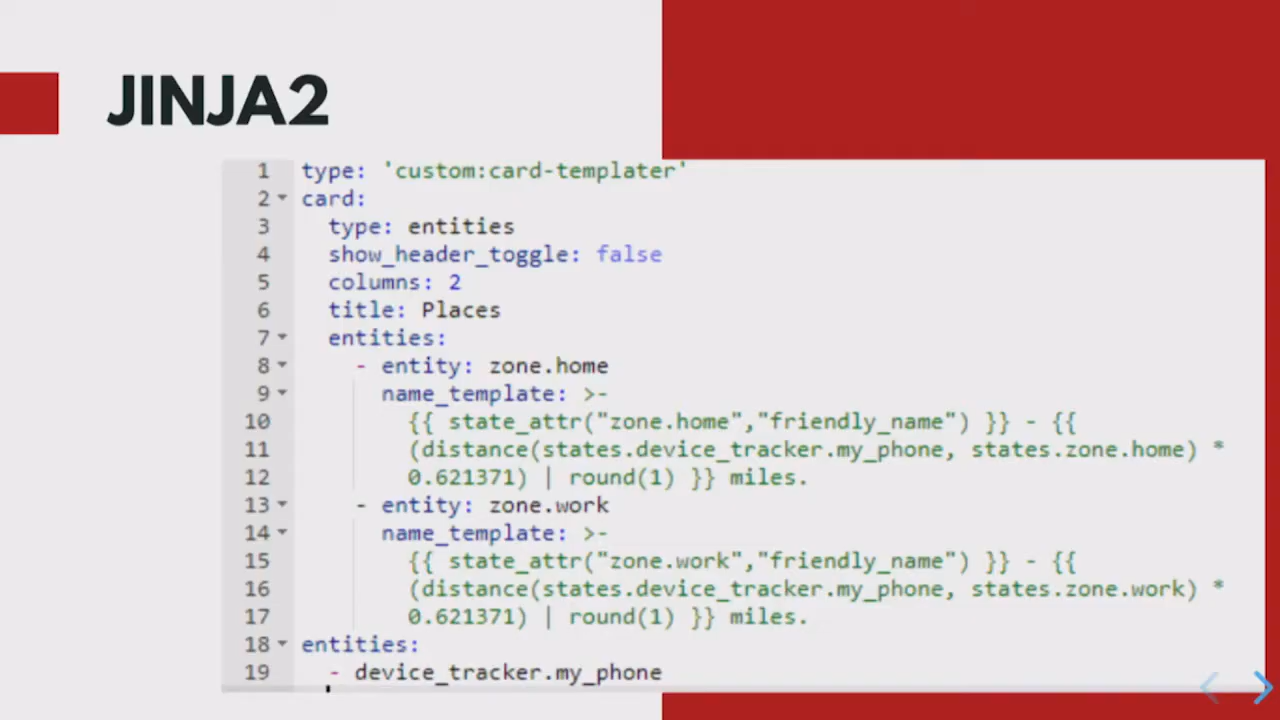 JINJA2
1 type: 'custom:card-templater'
2 card:
3   type: entities
4   show_header_toggle: false
5   columns: 2
6   title: Places
7   entities:
8     - entity: zone.home
9       name_template: >-
10         {{ state_attr("zone.home","friendly_name") }} - {{
11         (distance(states.device_tracker.my_phone, states.zone.home) *
12         0.621371) | round(1) }} miles.
13     - entity: zone.work
14       name_template: >-
15         {{ state_attr("zone.work","friendly_name") }} - {{
16         (distance(states.device_tracker.my_phone, states.zone.work) *
17         0.621371) | round(1) }} miles.
18 entities:
19   - device_tracker.my_phone